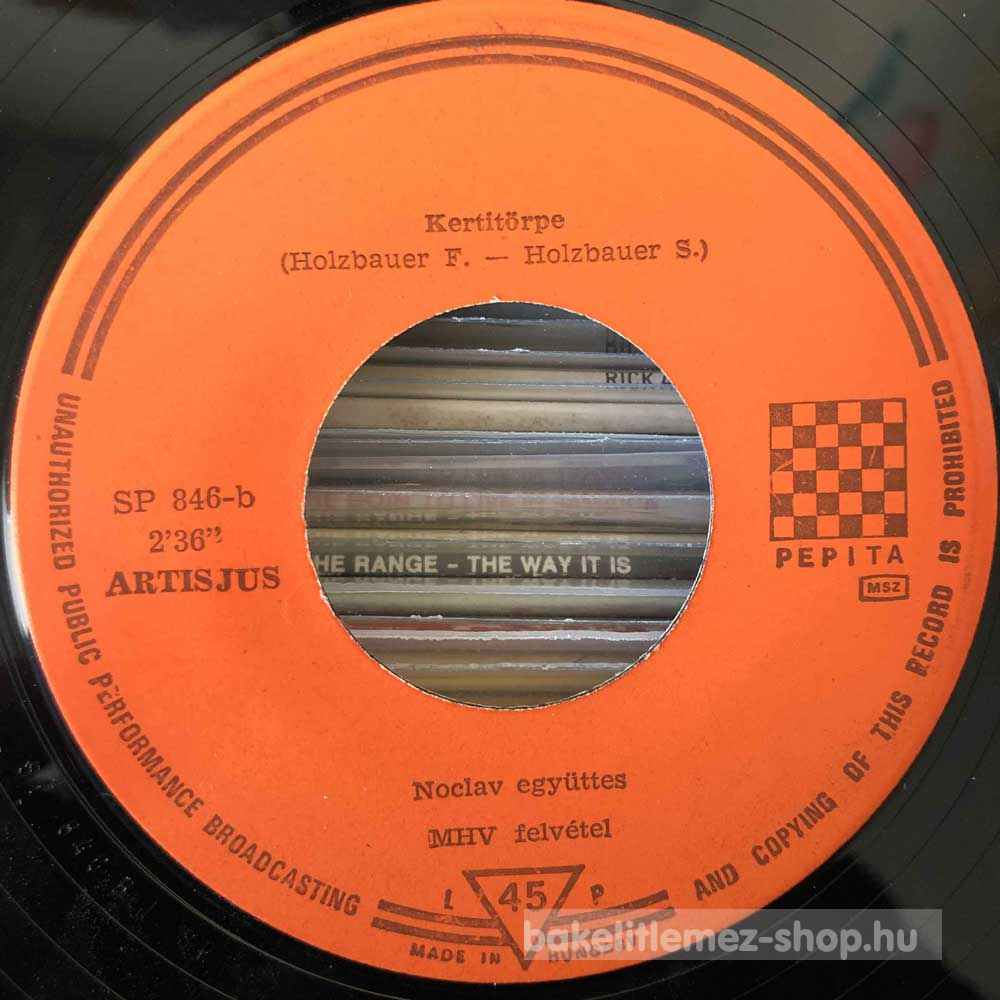 Kertitörpe
(Holzbauer F. — Holzbauer S.)
RICK
SP 846-b
2'36”
ARTISJUS
HE RANGE - THE WAY IT IS
PEPITA
MSZ
Noclav együttes
MHV felvétel
L 45 P
MADE IN
UNAUTHORIZED PUBLIC PERFORMANCE BROADCASTING AND COPYING OF THIS RECORD IS PROHIBITED
bakelitlemez-shop.hu